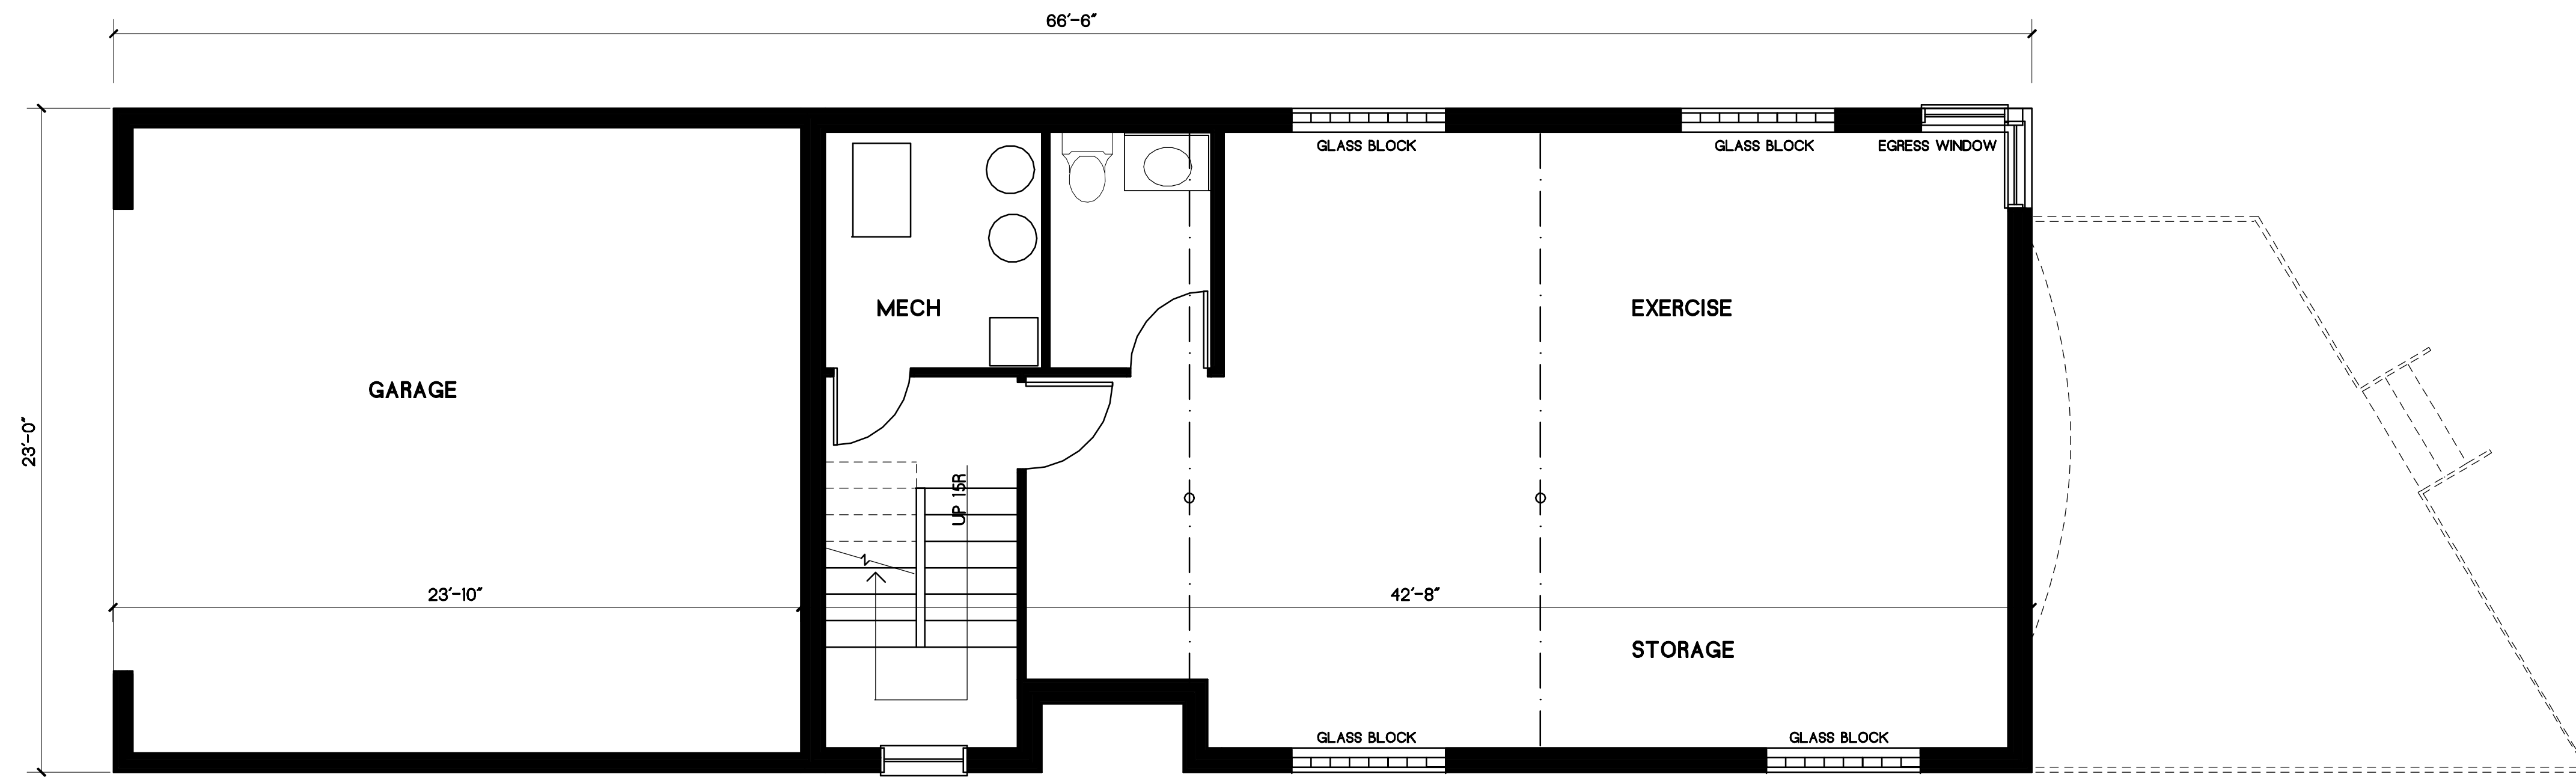 66'-6"
GLASS BLOCK
GLASS BLOCK
EGRESS WINDOW
MECH
EXERCISE
GARAGE
23'-0"
UP 15R
23'-10"
42'-8"
STORAGE
GLASS BLOCK
GLASS BLOCK